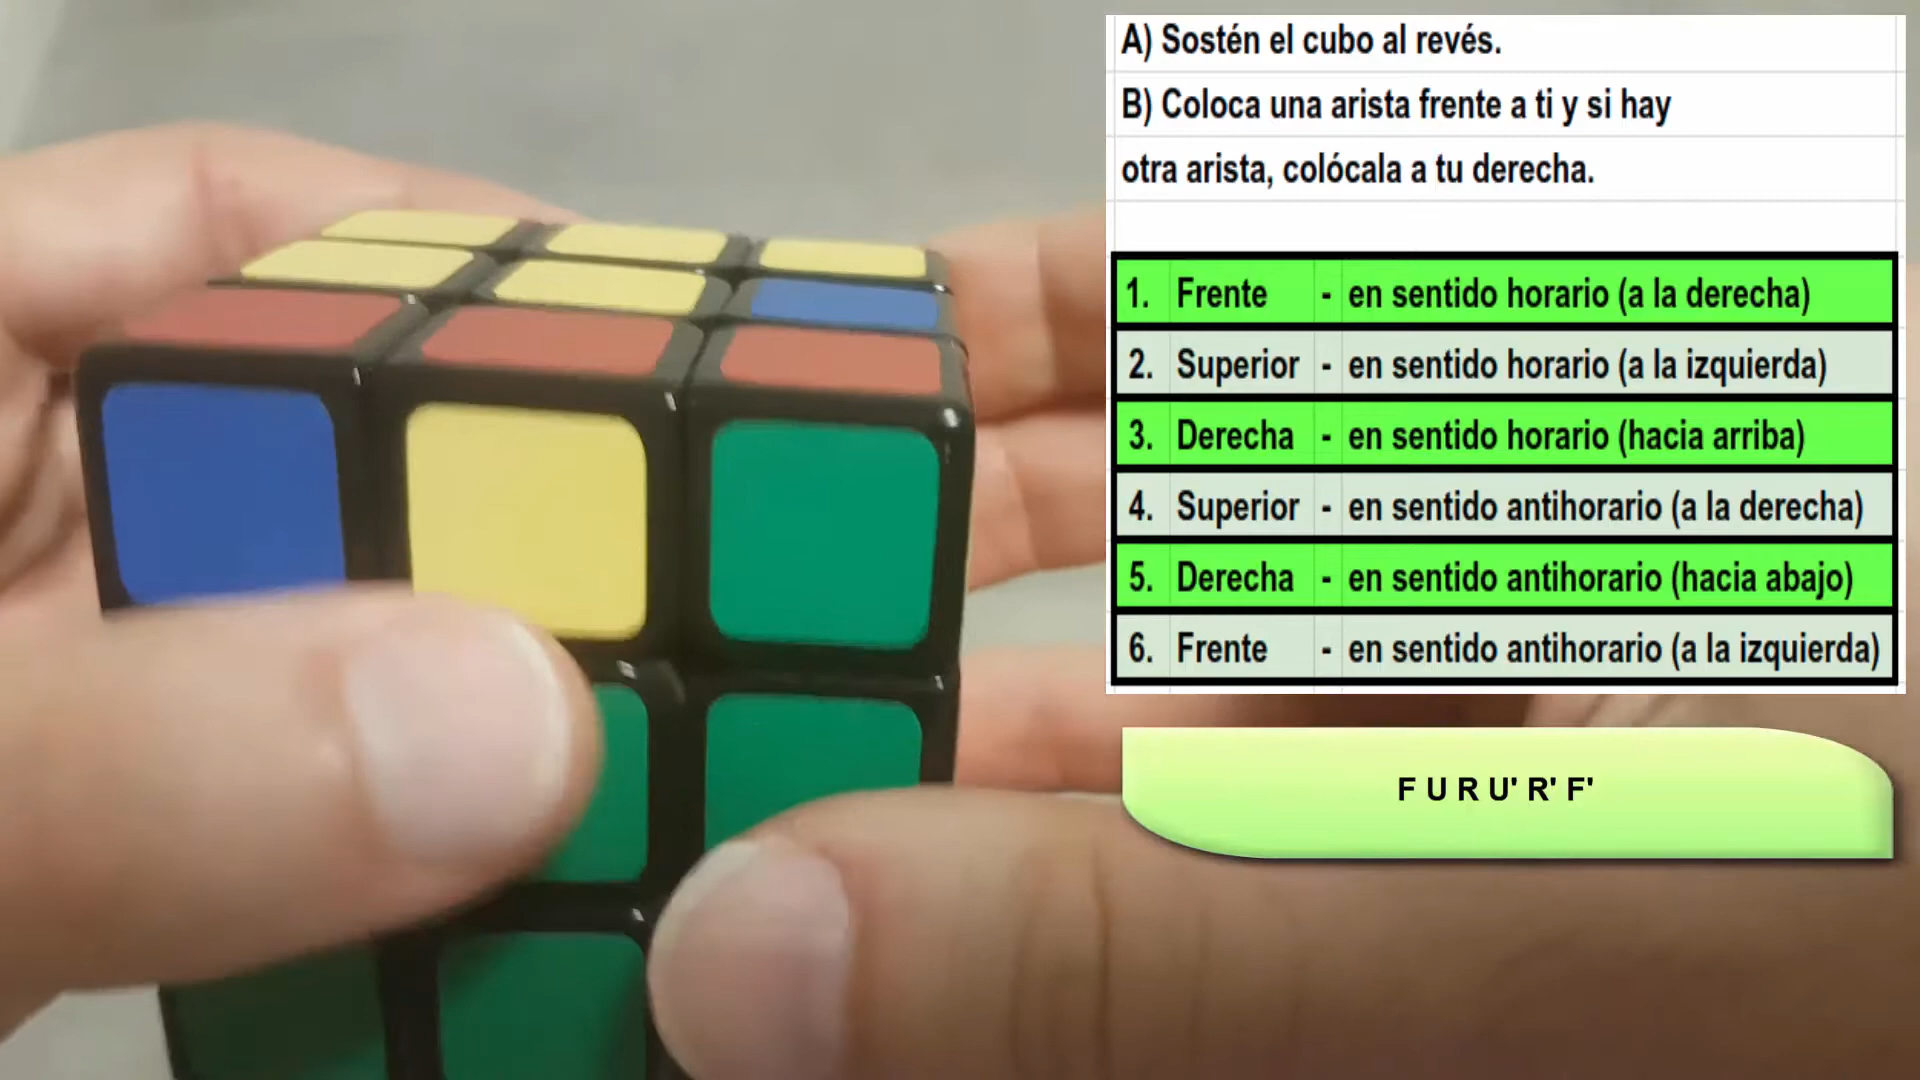 A) Sostén el cubo al revés.
B) Coloca una arista frente a ti y si hay
otra arista, colócala a tu derecha.
1. Frente - en sentido horario (a la derecha)
2. Superior - en sentido horario (a la izquierda)
3. Derecha - en sentido horario (hacia arriba)
4. Superior - en sentido antihorario (a la derecha)
5. Derecha - en sentido antihorario (hacia abajo)
6. Frente - en sentido antihorario (a la izquierda)
F U R U' R' F'